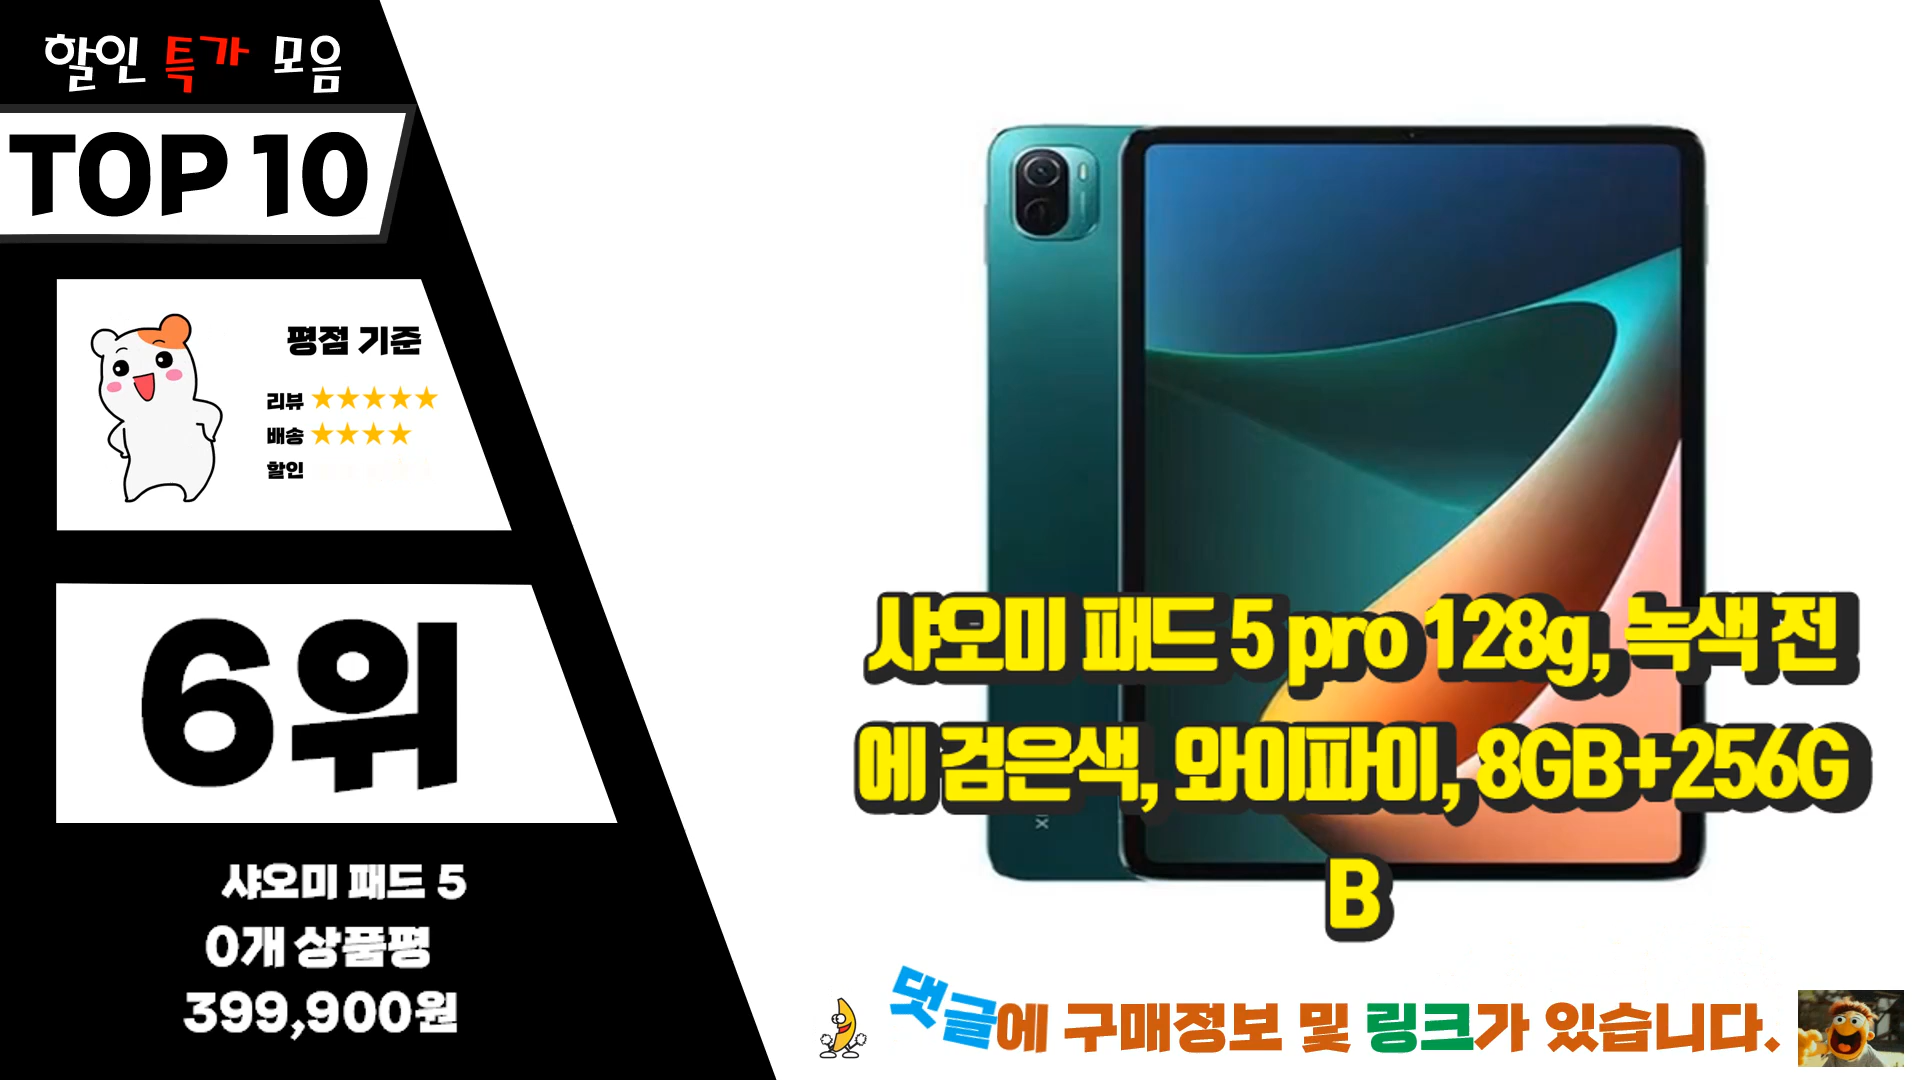 할인 특가 모음
TOP 10
평점 기준
리뷰 ★★★★★
배송 ★★★★
할인
6위
샤오미 패드 5
0개 상품평
399,900원
샤오미 패드 5 pro 128g, 녹색 전
에 검은색, 와이파이, 8GB+256G
B
댓글에 구매정보 및 링크가 있습니다.